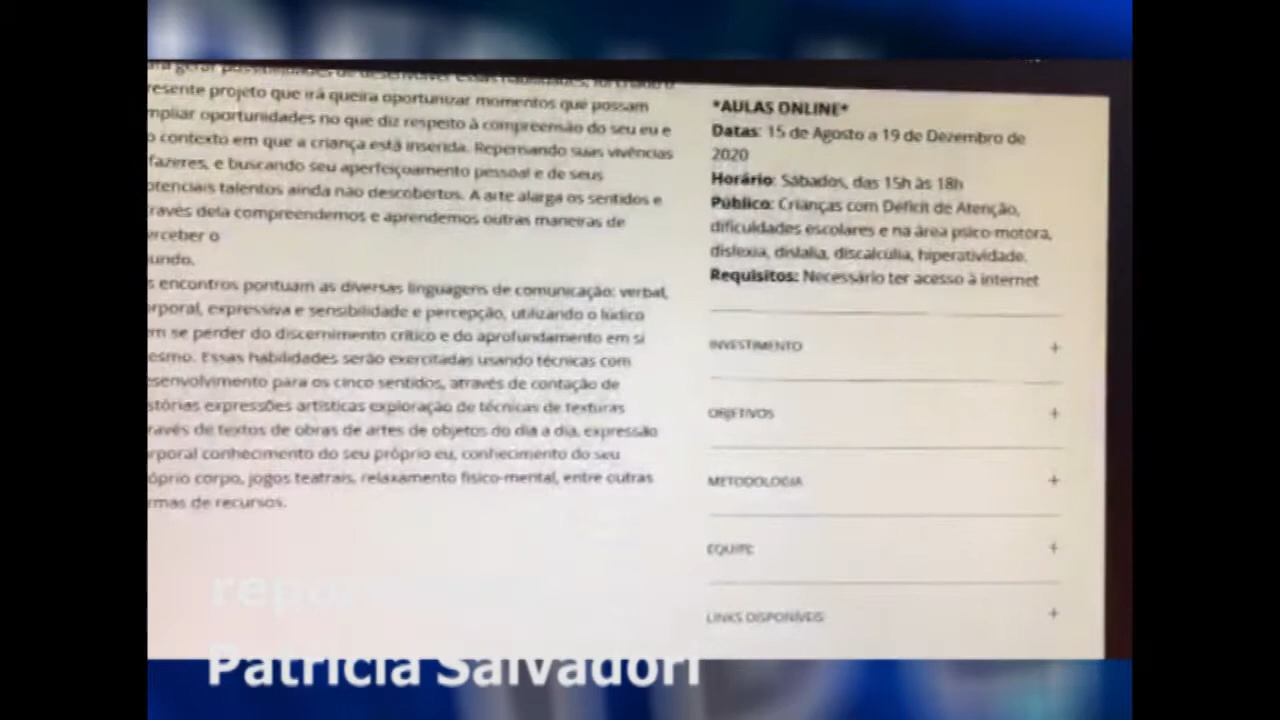 resente projeto que irá queira oportunizar momentos que possam
mpliar oportunidades no que diz respeito à compreensão do seu eu e
o contexto em que a criança está inserida. Repensando suas vivências
fazeres, e buscando seu aperfeiçoamento pessoal e de seus
otenciais talentos ainda não descobertos. A arte alarga os sentidos e
ravés dela compreendemos e aprendemos outras maneiras de
erceber o
undo.
s encontros pontuam as diversas linguagens de comunicação: verbal,
rporal, expressiva e sensibilidade e percepção, utilizando o lúdico
m se perder do discernimento crítico e do aprofundamento em si
esmo. Essas habilidades serão exercitadas usando técnicas com
senvolvimento para os cinco sentidos, através de contação de
stórias expressões artísticas exploração de técnicas de texturas
ravés de textos de obras de artes de objetos do dia a dia, expressão
rporal conhecimento do seu próprio eu, conhecimento do seu
óprio corpo, jogos teatrais, relaxamento físico-mental, entre outras
rmas de recursos.
*AULAS ONLINE*
Datas: 15 de Agosto a 19 de Dezembro de
2020
Horário: Sábados, das 15h às 18h
Público: Crianças com Déficit de Atenção,
dificuldades escolares e na área psico-motora,
dislexia, dislalia, discalculia, hiperatividade.
Requisitos: Necessário ter acesso à internet
INVESTIMENTO +
OBJETIVOS +
METODOLOGIA +
EQUIPE +
LINKS DISPONÍVEIS +
Patricia Salvadori